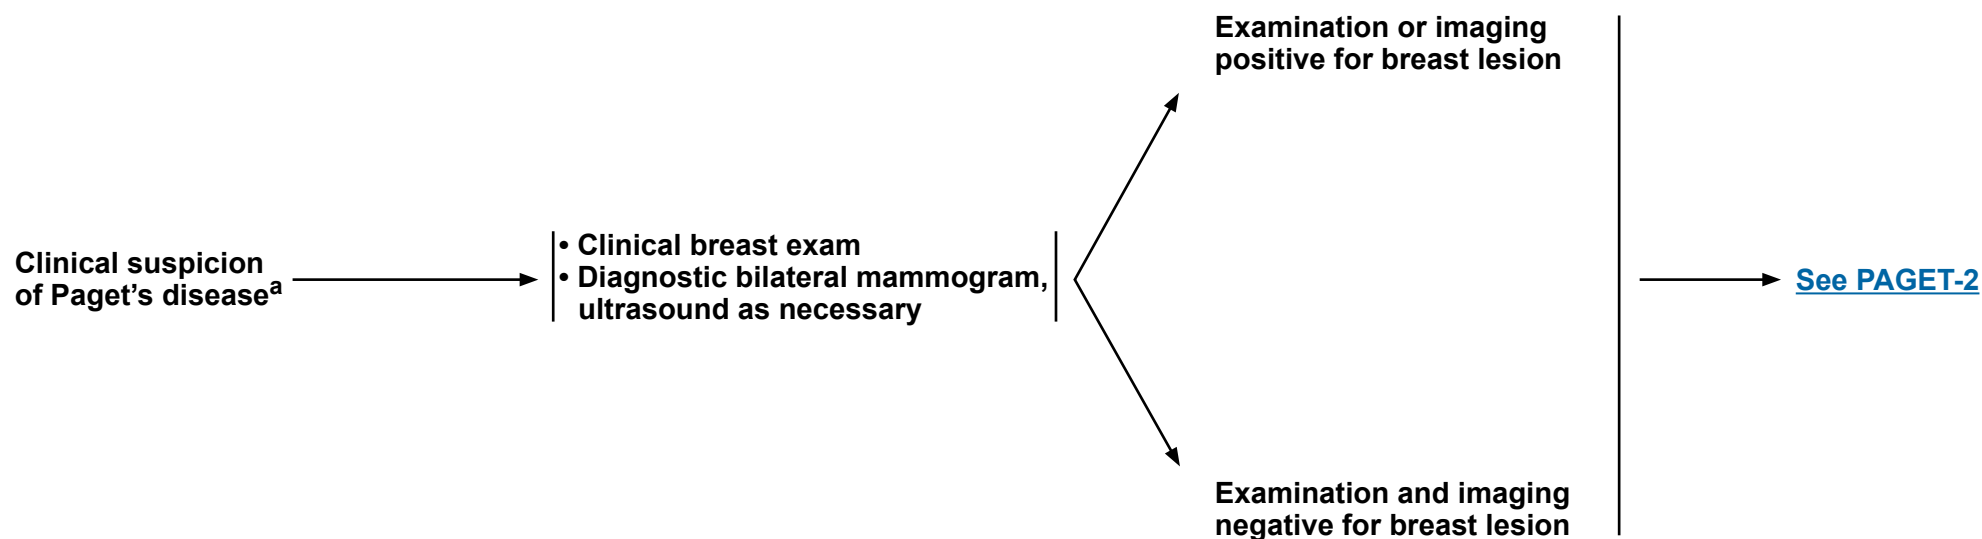 Clinical suspicion
of Paget's diseaseᵃ
• Clinical breast exam
• Diagnostic bilateral mammogram,
ultrasound as necessary
Examination or imaging
positive for breast lesion
Examination and imaging
negative for breast lesion
See PAGET-2